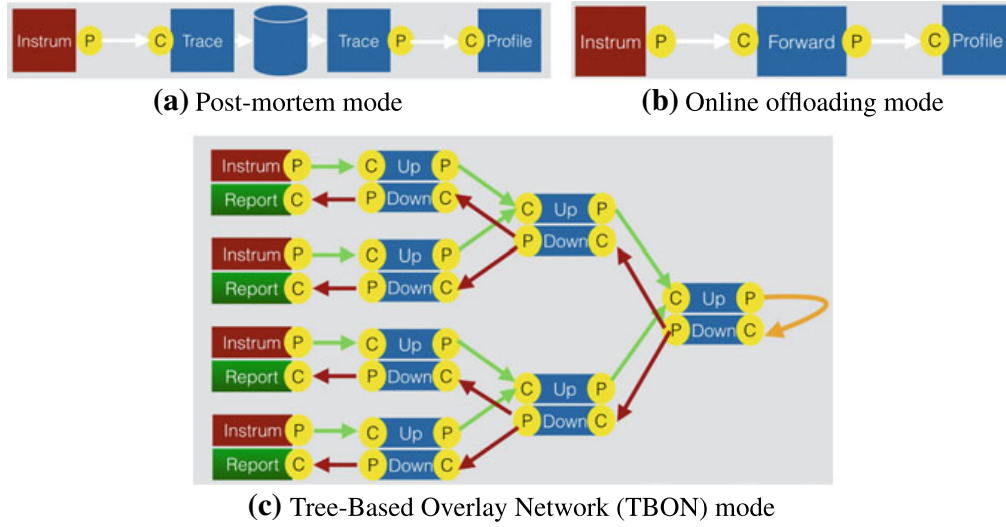 Instrum P C Trace Trace P C Profile
(a) Post-mortem mode
Instrum P C Forward P C Profile
(b) Online offloading mode
Instrum P C Up P
Report C P Down C
C Up P
P Down C
Instrum P C Up P
Report C P Down C
C Up P
P Down C
Instrum P C Up P
Report C P Down C
C Up P
P Down C
Instrum P C Up P
Report C P Down C
(c) Tree-Based Overlay Network (TBON) mode